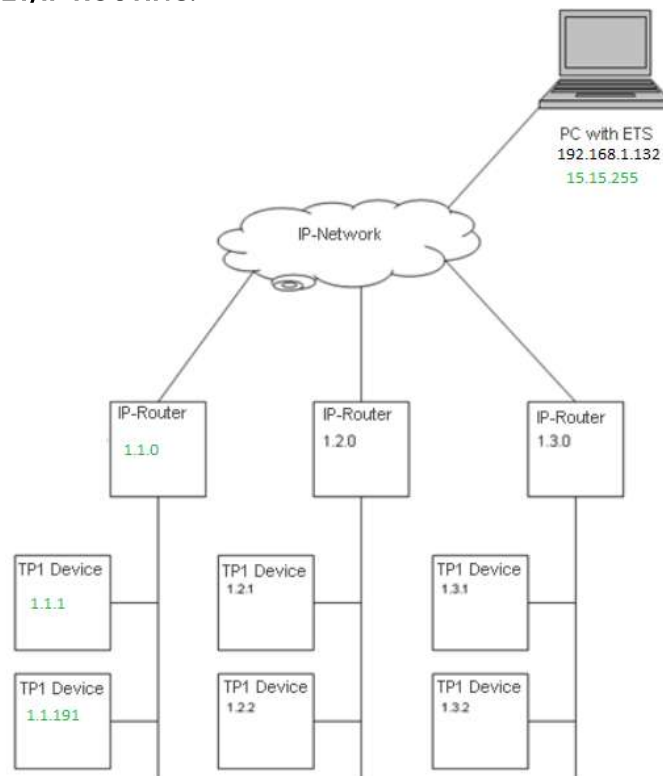 PC with ETS
192.168.1.132
15.15.255
IP-Network
IP-Router
1.1.0
IP-Router
1.2.0
IP-Router
1.3.0
TP1 Device
1.1.1
TP1 Device
1.2.1
TP1 Device
1.3.1
TP1 Device
1.1.191
TP1 Device
1.2.2
TP1 Device
1.3.2